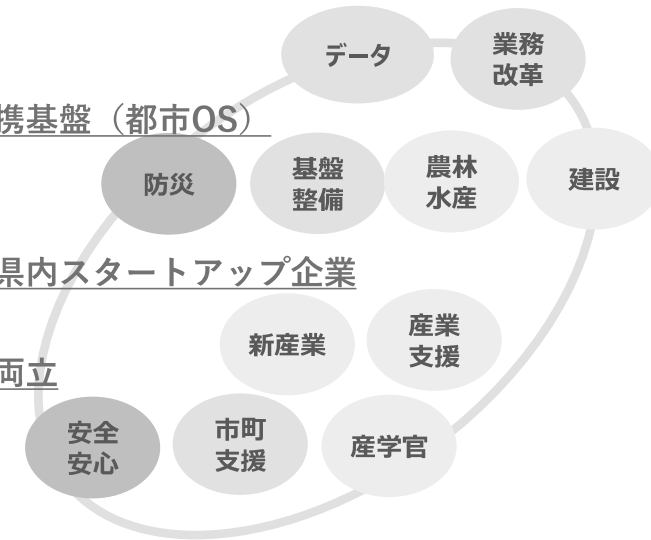 データ
業務
改革
携基盤（都市OS）
防災
基盤
整備
農林
水産
建設
県内スタートアップ企業
新産業
産業
支援
両立
安全
安心
市町
支援
産学官